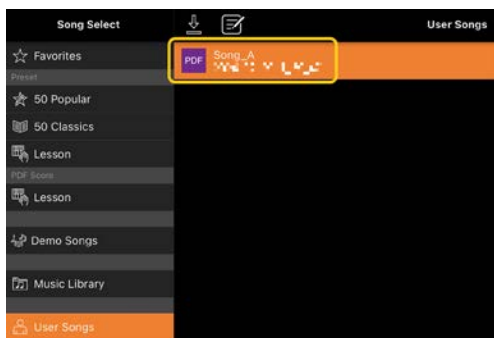 Song Select
User Songs
Favorites
Preset
50 Popular
50 Classics
Lesson
PDF Score
Lesson
Demo Songs
Music Library
User Songs
PDF
Song_A